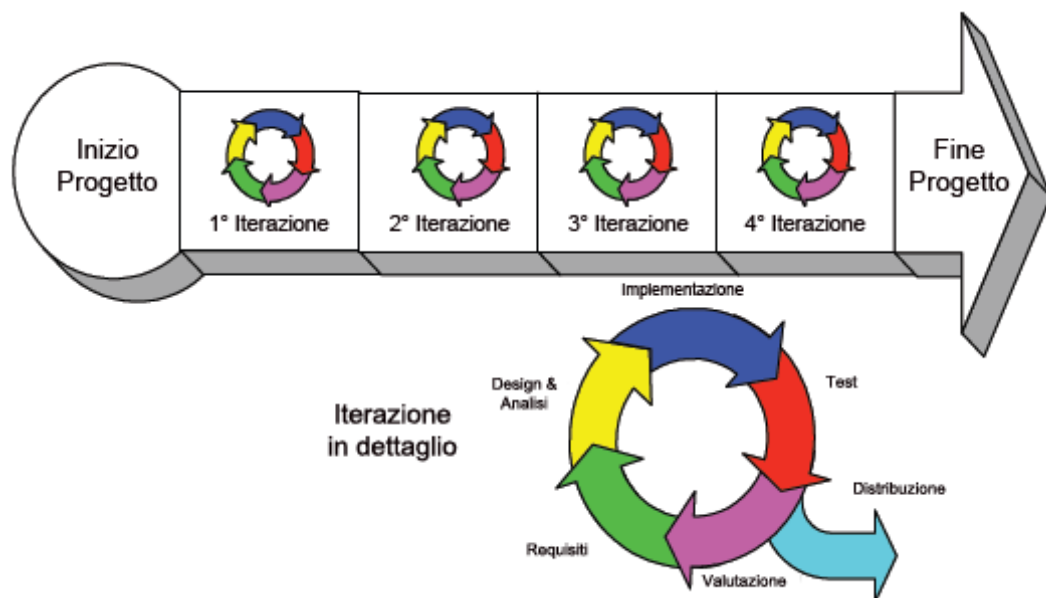 Inizio
Progetto
1° Iterazione
2° Iterazione
3° Iterazione
4° Iterazione
Fine
Progetto
Implementazione
Design &
Analisi
Test
Iterazione
in dettaglio
Distribuzione
Requisiti
Valutazione